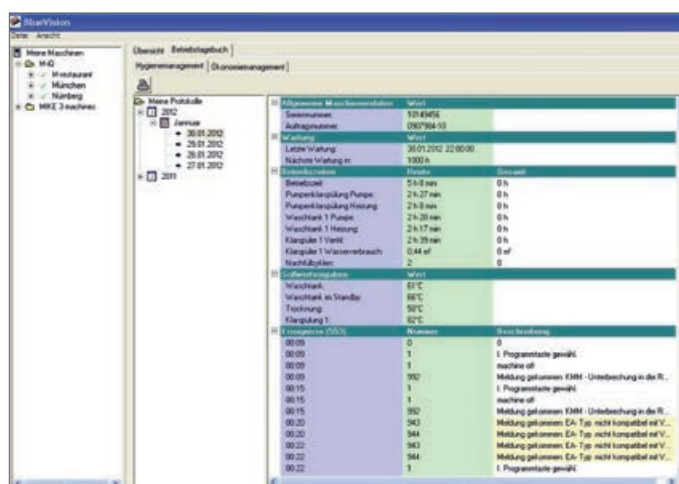 BlueVision
Datei Ansicht
Meine Maschinen
M-iQ
M-restaurant
München
Nürnberg
MIKE 3 machines
Übersicht Betriebstagebuch
Hygienemanagement Ökonomiemanagement
Meine Protokolle
2012
Januar
30.01.2012
29.01.2012
28.01.2012
27.01.2012
2011
Allgemeine Maschinendaten Wert
Seriennummer: 10149456
Auftragsnummer: 0907984-10
Wartung Wert
Letzte Wartung: 30.01.2012 22:00:00
Nächste Wartung in: 1000 h
Betriebszeiten Heute Gesamt
Betriebszeit: 5 h 8 min 0 h
Pumpenklarspülung Pumpe: 2 h 27 min 0 h
Pumpenklarspülung Heizung: 2 h 8 min 0 h
Waschtank 1 Pumpe: 2 h 20 min 0 h
Waschtank 1 Heizung: 2 h 17 min 0 h
Klarspüler 1 Ventil: 2 h 39 min 0 h
Klarspüler 1 Wasserverbrauch: 0,44 m³ 0 m³
Nachfüllzyklen: 2 0
Sollwertvorgaben Wert
Waschtank: 61°C
Waschtank im Standby: 66°C
Trocknung: 50°C
Klarspülung 1: 82°C
Ereignisse (553) Nummer Beschreibung
00:09 0 0
00:09 1 I. Programmtaste gewähl.
00:09 1 machine off
00:09 992 Meldung gekommen: KMM - Unterbrechung in der R...
00:15 1 I. Programmtaste gewähl.
00:15 1 machine off
00:15 992 Meldung gekommen: KMM - Unterbrechung in der R...
00:20 943 Meldung gekommen: EA- Typ nicht kompatibel mit V...
00:20 944 Meldung gekommen: EA- Typ nicht kompatibel mit V...
00:22 943 Meldung gekommen: EA- Typ nicht kompatibel mit V...
00:22 944 Meldung gekommen: EA- Typ nicht kompatibel mit V...
00:22 1 I. Programmtaste gewähl.